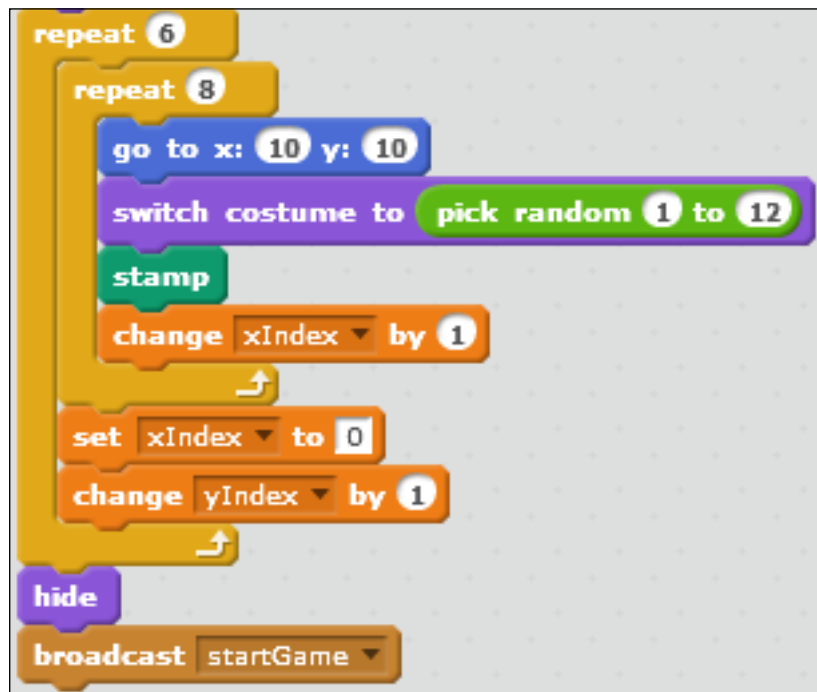 repeat 6
repeat 8
go to x: 10 y: 10
switch costume to pick random 1 to 12
stamp
change xIndex by 1
set xIndex to 0
change yIndex by 1
hide
broadcast startGame